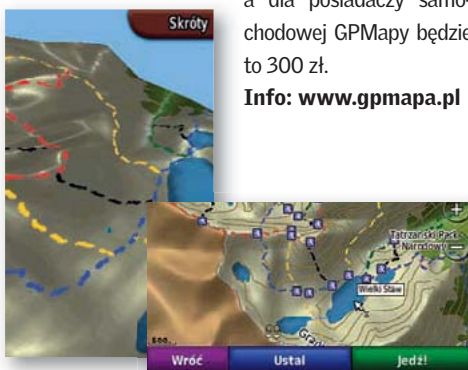 a dla posiadaczy samo-
chodowej GPMapy będzie
to 300 zł.
Info: www.gpmapa.pl
Skróty
Tatrzański Park
Narodowy
Wielki Staw
Wróć
Ustal
Jedź!